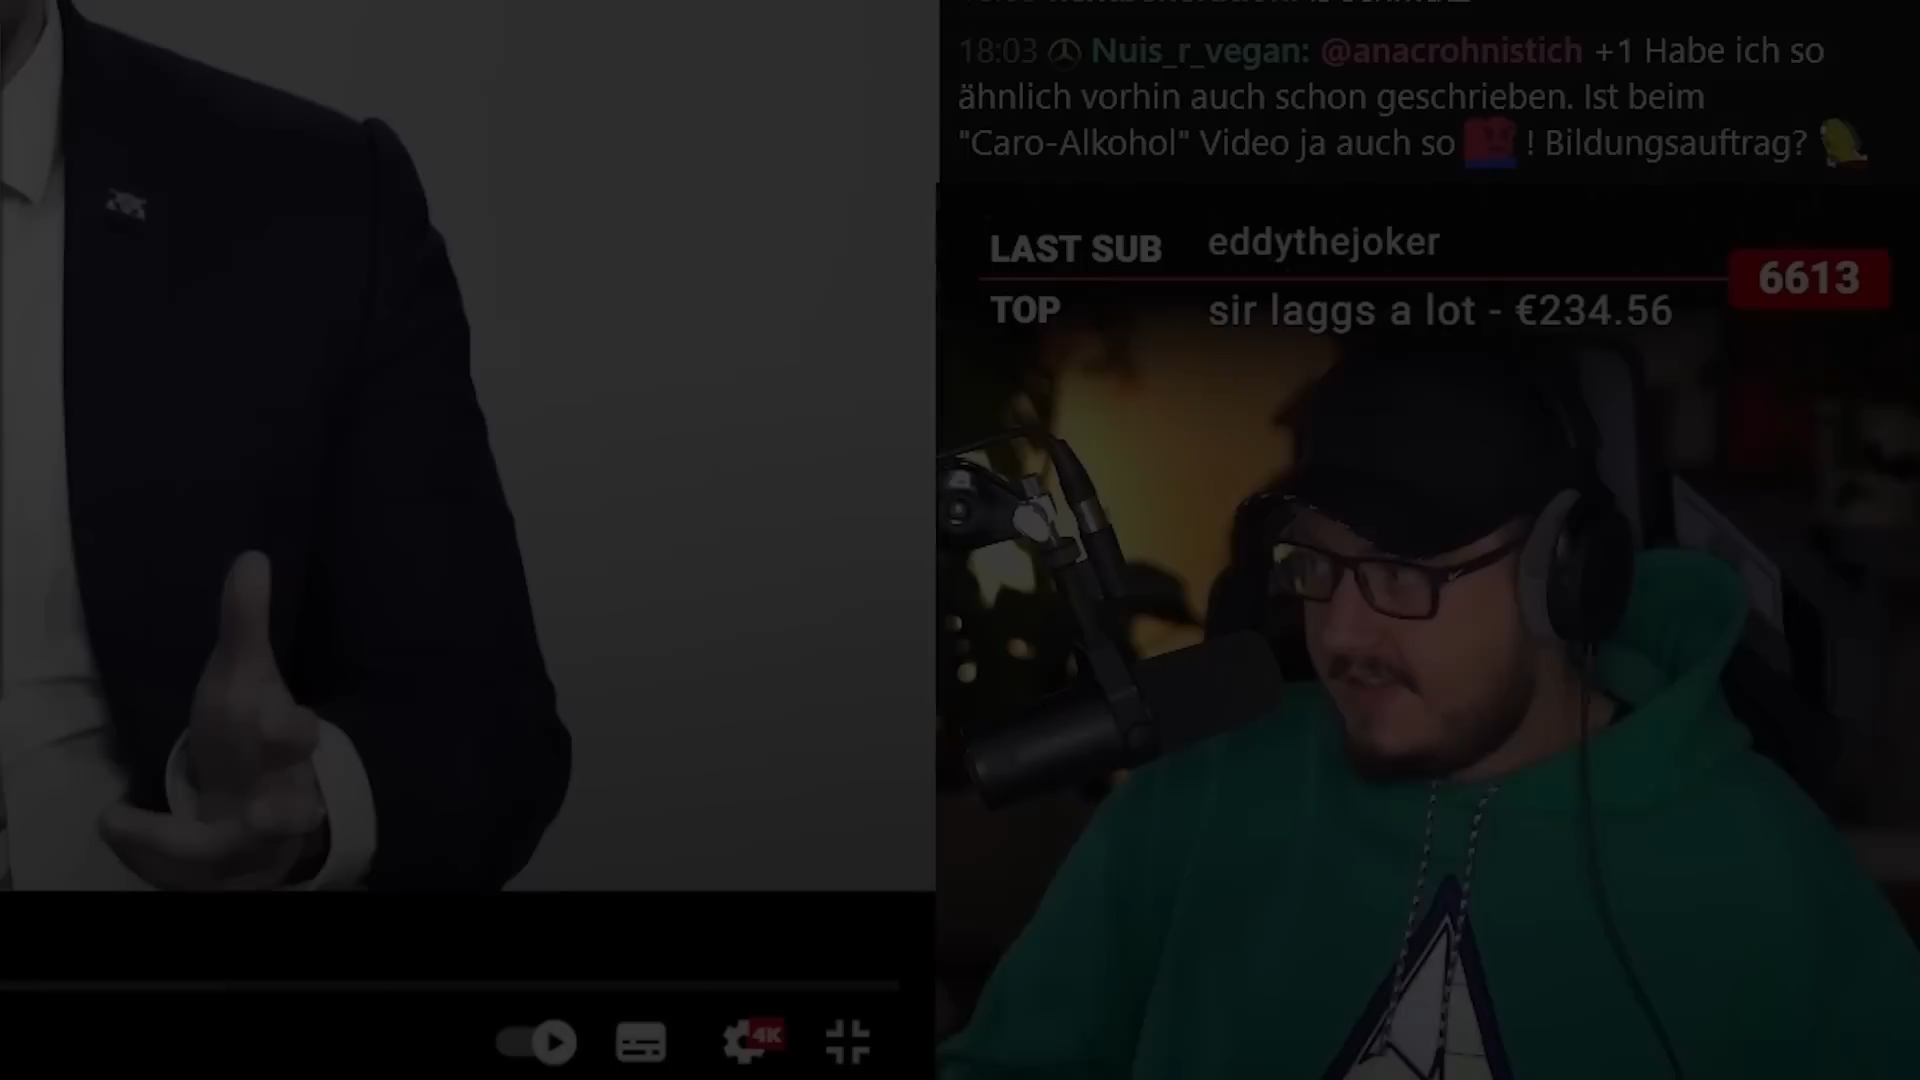 18:03 Nuis_r_vegan: @anacrohnistich +1 Habe ich so
ähnlich vorhin auch schon geschrieben. Ist beim
"Caro-Alkohol" Video ja auch so ! Bildungsauftrag?
LAST SUB eddythejoker
6613
TOP sir laggs a lot - €234.56
4K